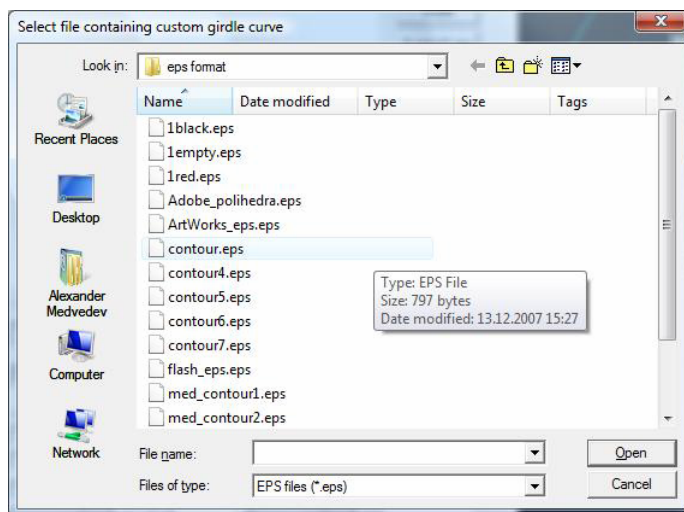 Select file containing custom girdle curve
Look in: eps format
Recent Places
Desktop
Alexander
Medvedev
Computer
Network
Name Date modified Type Size Tags
1black.eps
1empty.eps
1red.eps
Adobe_polihedra.eps
ArtWorks_eps.eps
contour.eps
contour4.eps
contour5.eps
contour6.eps
contour7.eps
flash_eps.eps
med_contour1.eps
med_contour2.eps
Type: EPS File
Size: 797 bytes
Date modified: 13.12.2007 15:27
File name: Open
Files of type: EPS files (*.eps) Cancel